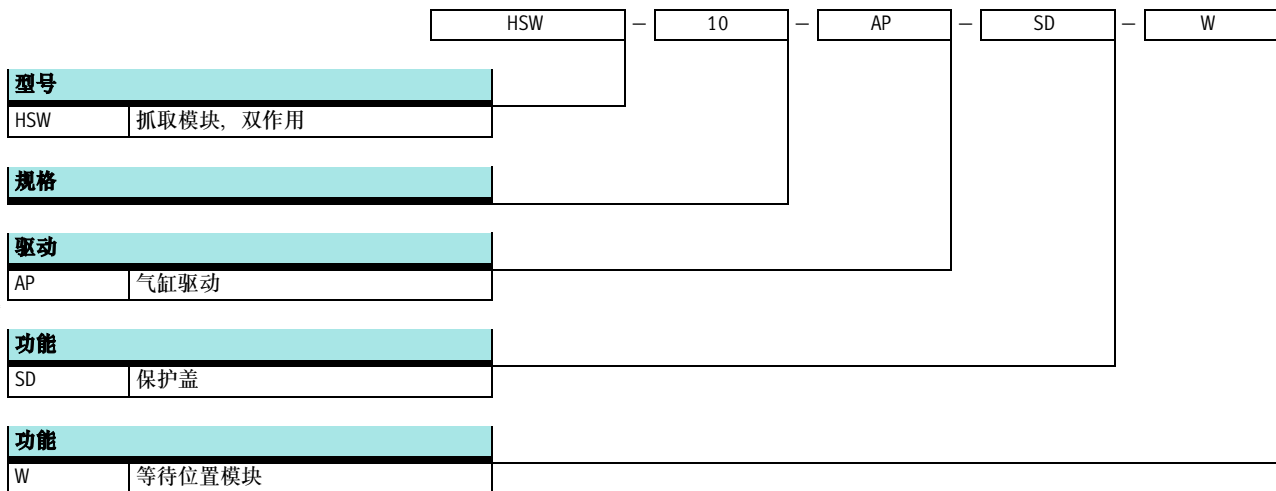 HSW – 10 – AP – SD – W
型号
HSW 抓取模块, 双作用
规格
驱动
AP 气缸驱动
功能
SD 保护盖
功能
W 等待位置模块